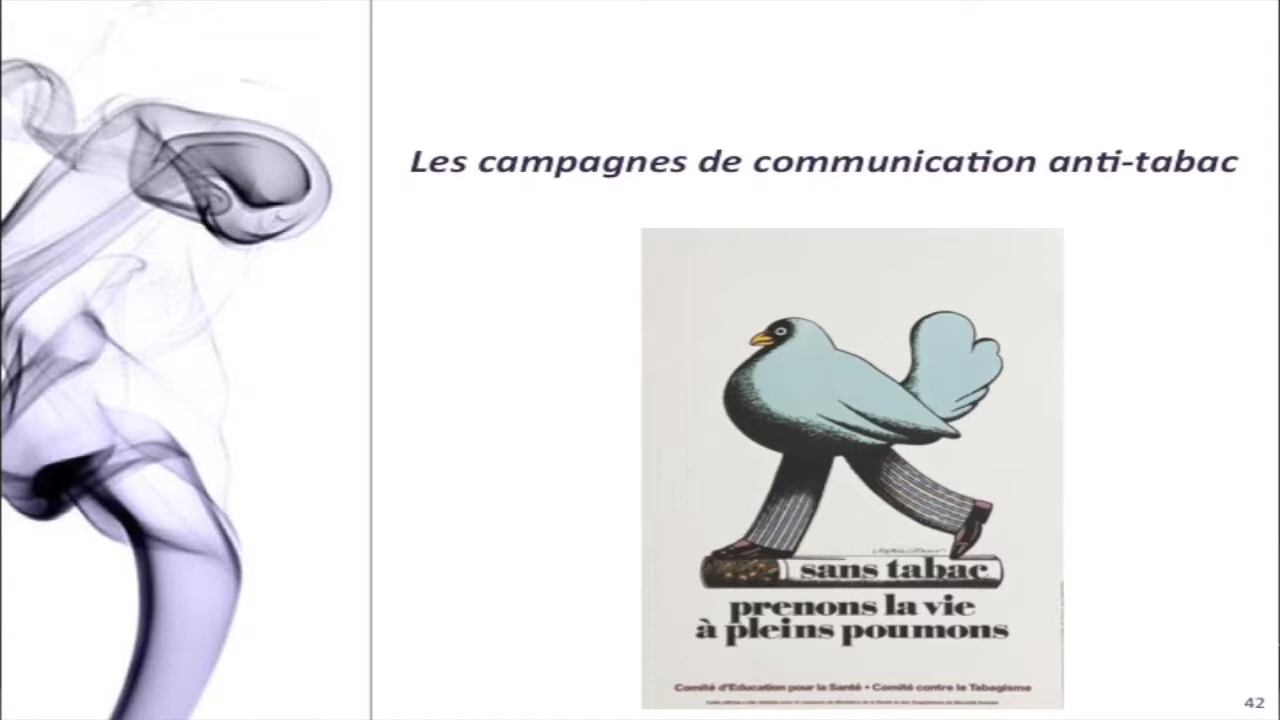 Les campagnes de communication anti-tabac
sans tabac
prenons la vie
à pleins poumons
Comité d'Education pour la Santé • Comité contre le Tabagisme
42